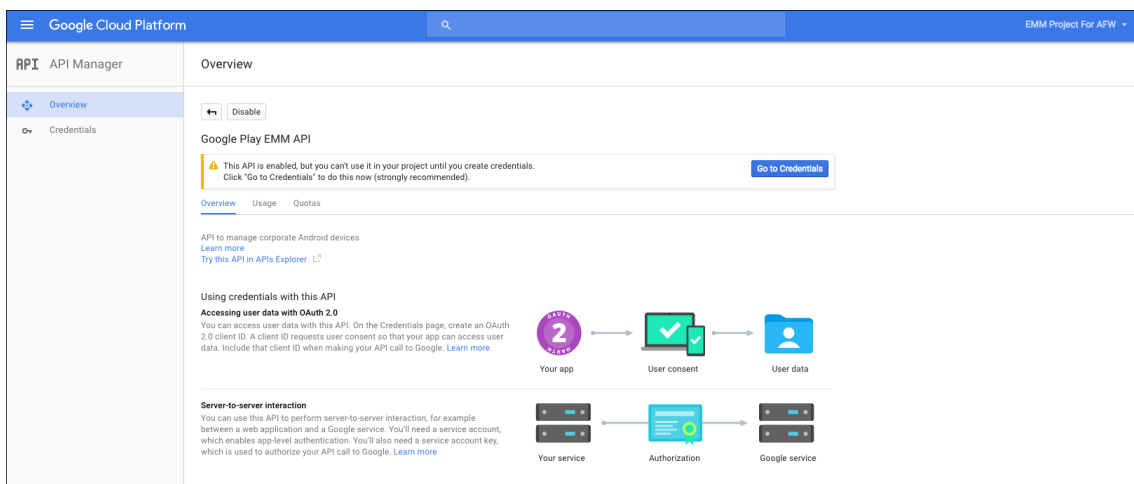 Google Cloud Platform
EMM Project For AFW
API API Manager
Overview
Overview
Credentials
Disable
Google Play EMM API
This API is enabled, but you can't use it in your project until you create credentials.
Click "Go to Credentials" to do this now (strongly recommended).
Go to Credentials
Overview Usage Quotas
API to manage corporate Android devices
Learn more
Try this API in APIs Explorer
Using credentials with this API
Accessing user data with OAuth 2.0
You can access user data with this API. On the Credentials page, create an OAuth
2.0 client ID. A client ID requests user consent so that your app can access user
data. Include that client ID when making your API call to Google. Learn more
OAUTH
2
OAUTH
Your app
User consent
User data
Server-to-server interaction
You can use this API to perform server-to-server interaction, for example
between a web application and a Google service. You'll need a service account,
which enables app-level authentication. You'll also need a service account key,
which is used to authorize your API call to Google. Learn more
Your service
Authorization
Google service